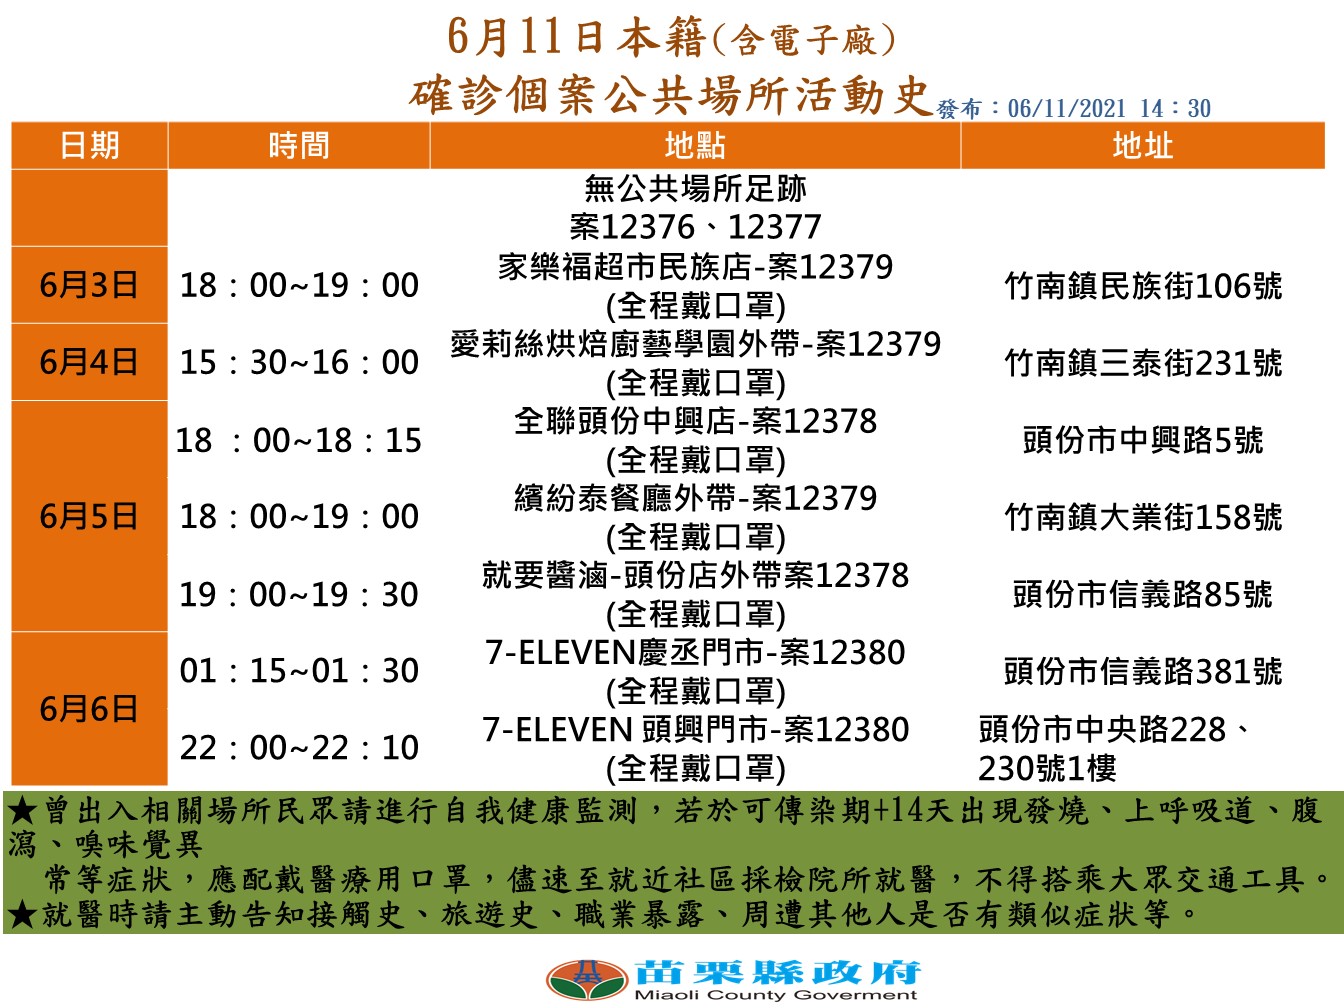 6月11日本籍(含電子廠)
確診個案公共場所活動史
發布：06/11/2021 14：30
日期 時間 地點 地址
無公共場所足跡
案12376、12377
6月3日 18：00~19：00 家樂福超市民族店-案12379 竹南鎮民族街106號
(全程戴口罩)
6月4日 15：30~16：00 愛莉絲烘焙廚藝學園外帶-案12379 竹南鎮三泰街231號
(全程戴口罩)
6月5日
18 ：00~18：15 全聯頭份中興店-案12378 頭份市中興路5號
(全程戴口罩)
18：00~19：00 繽紛泰餐廳外帶-案12379 竹南鎮大業街158號
(全程戴口罩)
19：00~19：30 就要醬滷-頭份店外帶案12378 頭份市信義路85號
(全程戴口罩)
6月6日
01：15~01：30 7-ELEVEN慶丞門市-案12380 頭份市信義路381號
(全程戴口罩)
22：00~22：10 7-ELEVEN 頭興門市-案12380 頭份市中央路228、
(全程戴口罩) 230號1樓
★曾出入相關場所民眾請進行自我健康監測，若於可傳染期+14天出現發燒、上呼吸道、腹
瀉、嗅味覺異
常等症狀，應配戴醫療用口罩，儘速至就近社區採檢院所就醫，不得搭乘大眾交通工具。
★就醫時請主動告知接觸史、旅遊史、職業暴露、周遭其他人是否有類似症狀等。
苗栗縣政府
Miaoli County Goverment